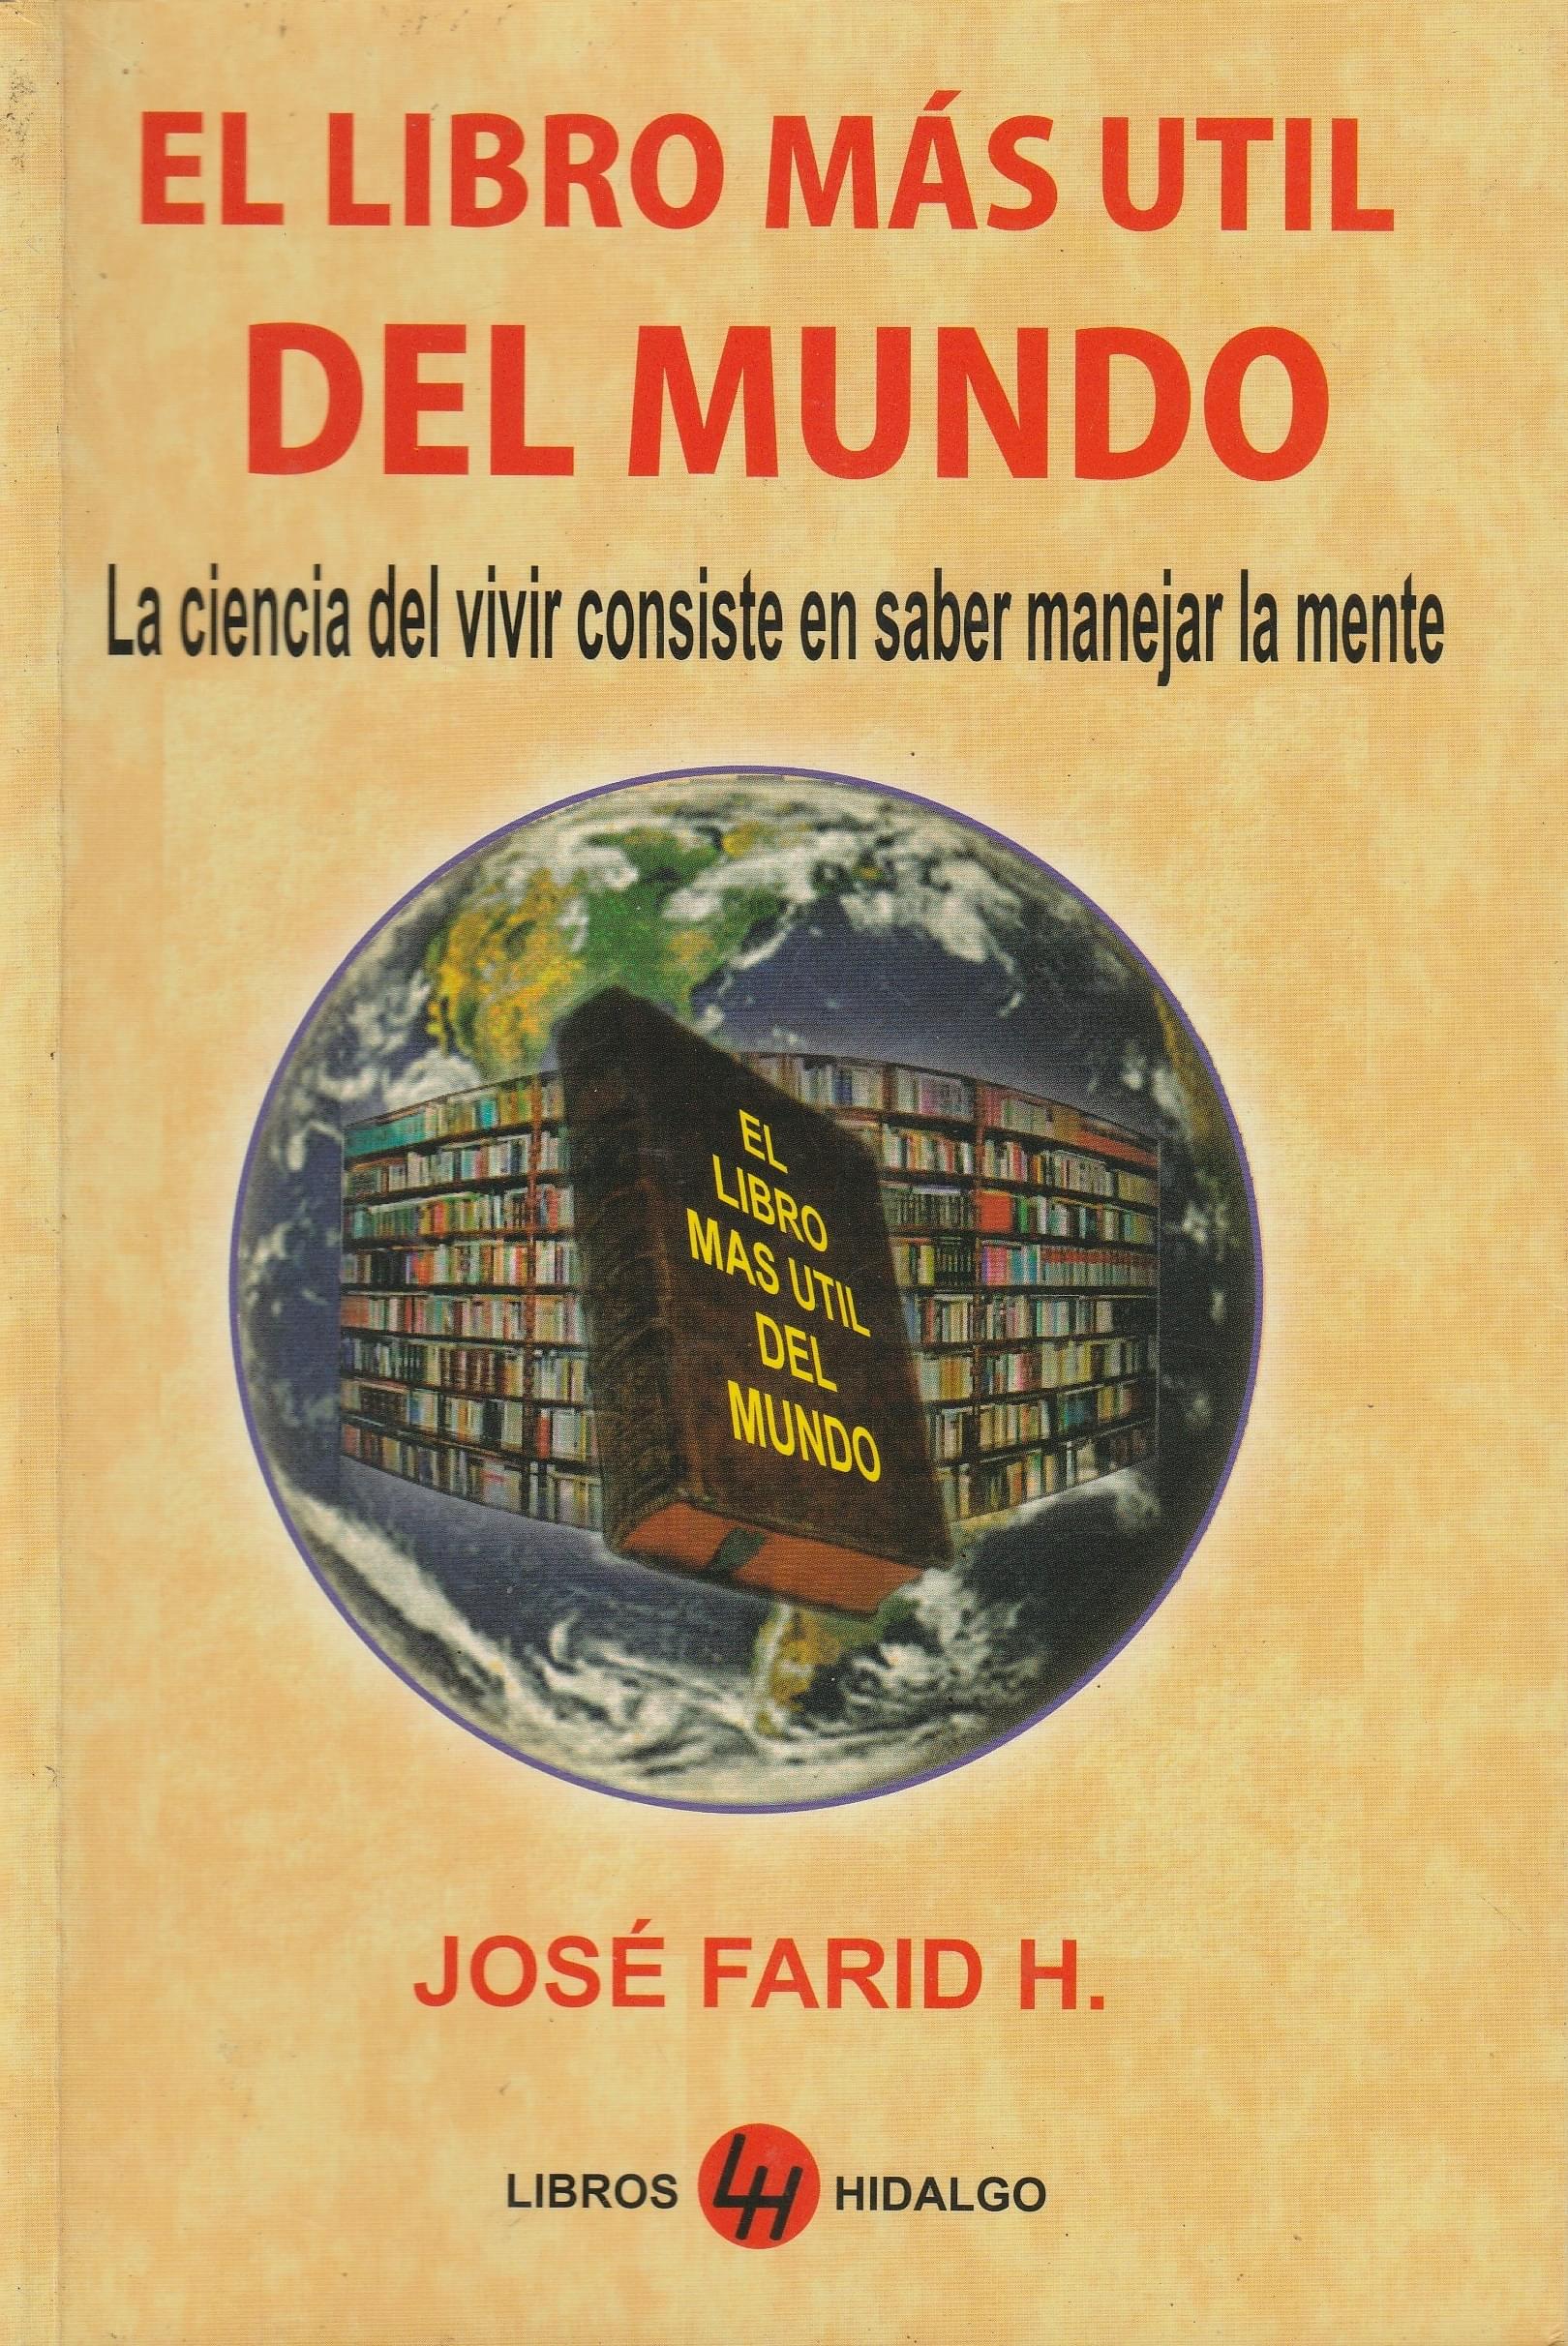 EL LIBRO MÁS UTIL
DEL MUNDO
La ciencia del vivir consiste en saber manejar la mente
EL
LIBRO
MAS UTIL
DEL
MUNDO
JOSÉ FARID H.
LIBROS LH HIDALGO